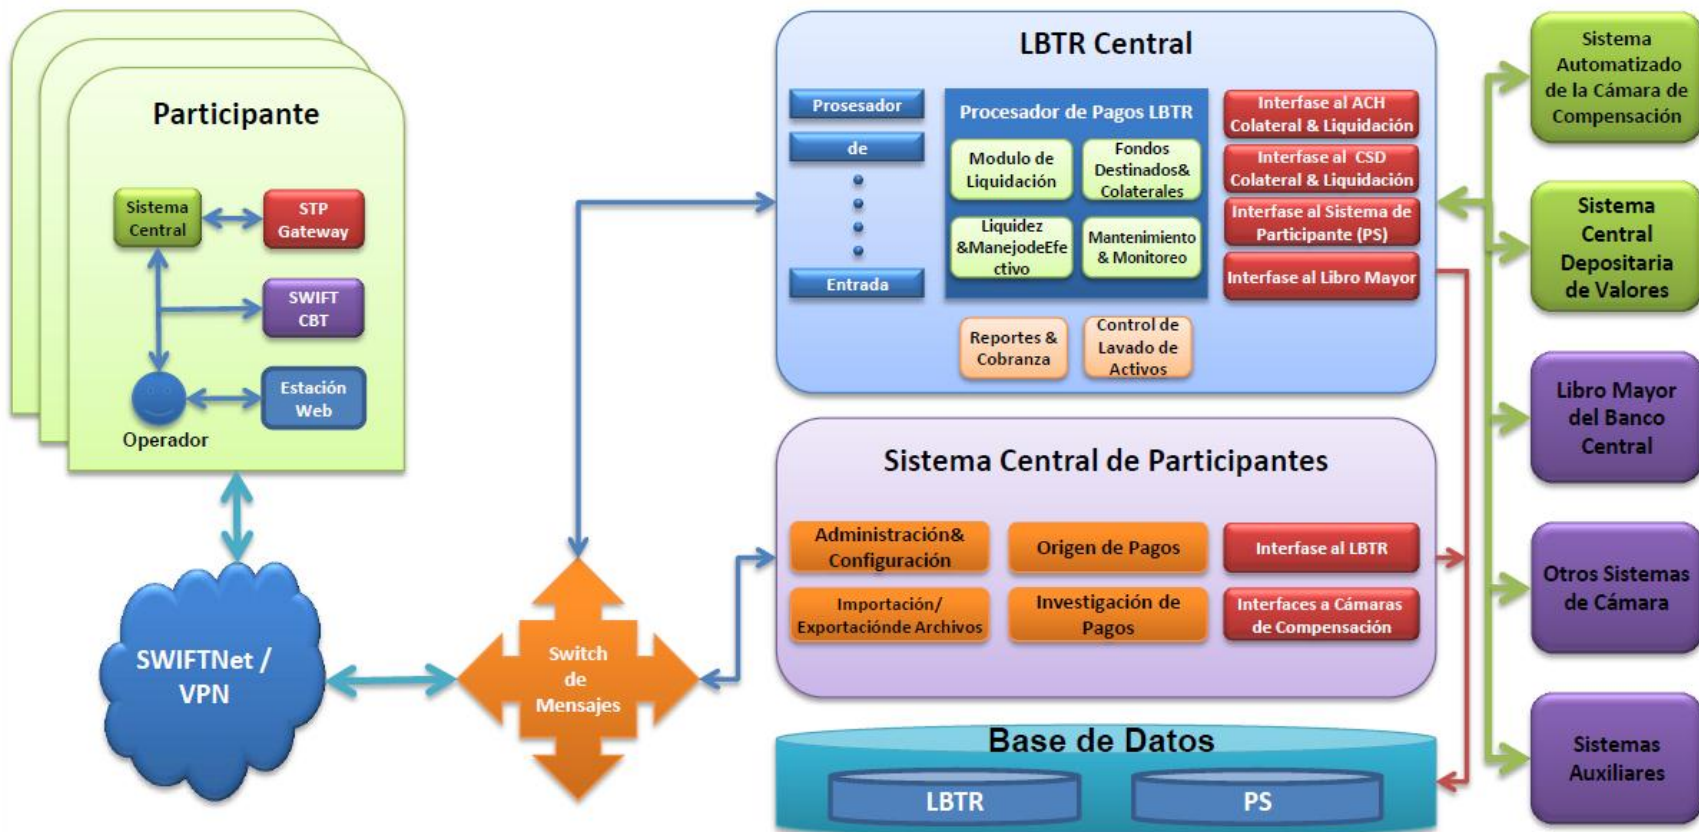 Participante
Sistema
Central
STP
Gateway
SWIFT
CBT
Estación
Web
Operador
SWIFTNet /
VPN
Switch
de
Mensajes
LBTR Central
Prosesador
de
Entrada
Procesador de Pagos LBTR
Modulo de
Liquidación
Fondos
Destinados&
Colaterales
Liquidez
&ManejodeEfe
ctivo
Mantenimiento
& Monitoreo
Interfase al ACH
Colateral & Liquidación
Interfase al CSD
Colateral & Liquidación
Interfase al Sistema de
Participante (PS)
Interfase al Libro Mayor
Reportes &
Cobranza
Control de
Lavado de
Activos
Sistema Central de Participantes
Administración&
Configuración
Origen de Pagos
Interfase al LBTR
Importación/
Exportaciónde Archivos
Investigación de
Pagos
Interfaces a Cámaras
de Compensación
Base de Datos
LBTR
PS
Sistema
Automatizado
de la Cámara de
Compensación
Sistema
Central
Depositaria
de Valores
Libro Mayor
del Banco
Central
Otros Sistemas
de Cámara
Sistemas
Auxiliares